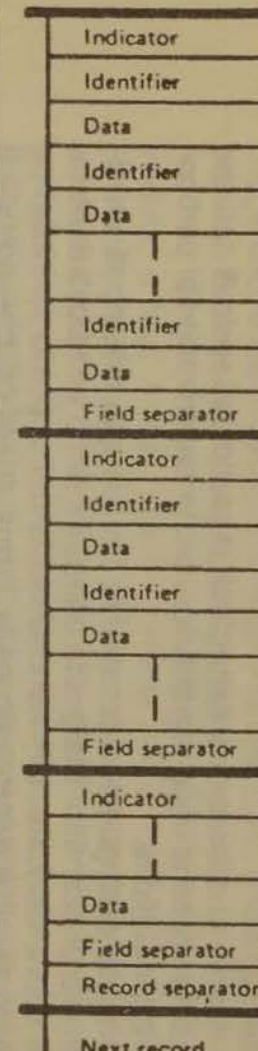 Indicator
Identifier
Data
Identifier
Data
Identifier
Data
Field separator
Indicator
Identifier
Data
Identifier
Data
Field separator
Indicator
Data
Field separator
Record separator
Next record